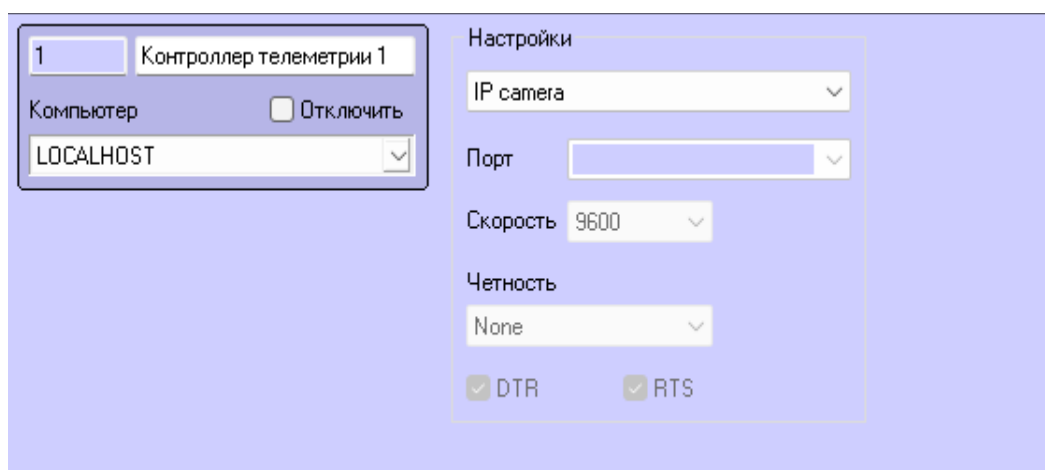 1
Контроллер телеметрии 1
Компьютер
Отключить
LOCALHOST
Настройки
IP camera
Порт
Скорость 9600
Четность
None
DTR
RTS